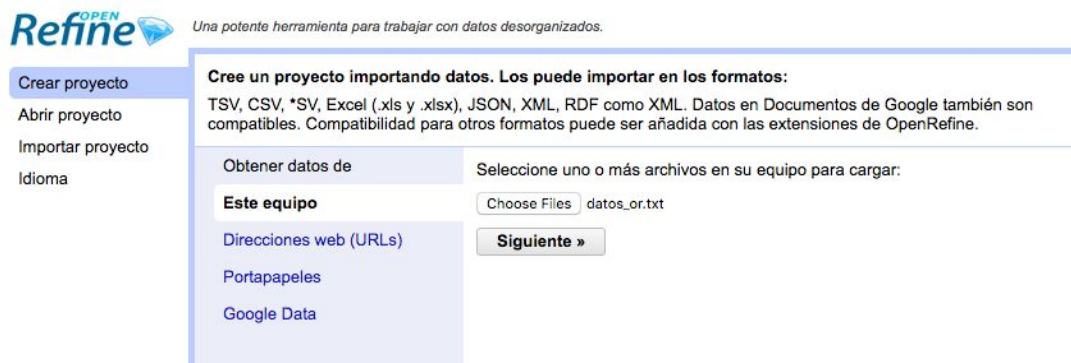 OPEN
Refine
Una potente herramienta para trabajar con datos desorganizados.
Crear proyecto
Abrir proyecto
Importar proyecto
Idioma
Cree un proyecto importando datos. Los puede importar en los formatos:
TSV, CSV, *SV, Excel (.xls y .xlsx), JSON, XML, RDF como XML. Datos en Documentos de Google también son
compatibles. Compatibilidad para otros formatos puede ser añadida con las extensiones de OpenRefine.
Obtener datos de
Este equipo
Direcciones web (URLs)
Portapapeles
Google Data
Seleccione uno o más archivos en su equipo para cargar:
Choose Files datos_or.txt
Siguiente »